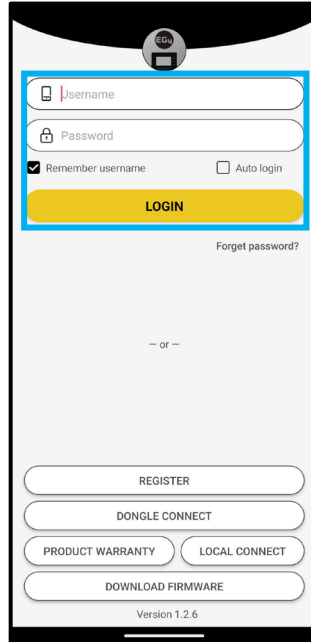 EG4
Username
Password
Remember username Auto login
LOGIN
Forget password?
— or —
REGISTER
DONGLE CONNECT
PRODUCT WARRANTY LOCAL CONNECT
DOWNLOAD FIRMWARE
Version 1.2.6